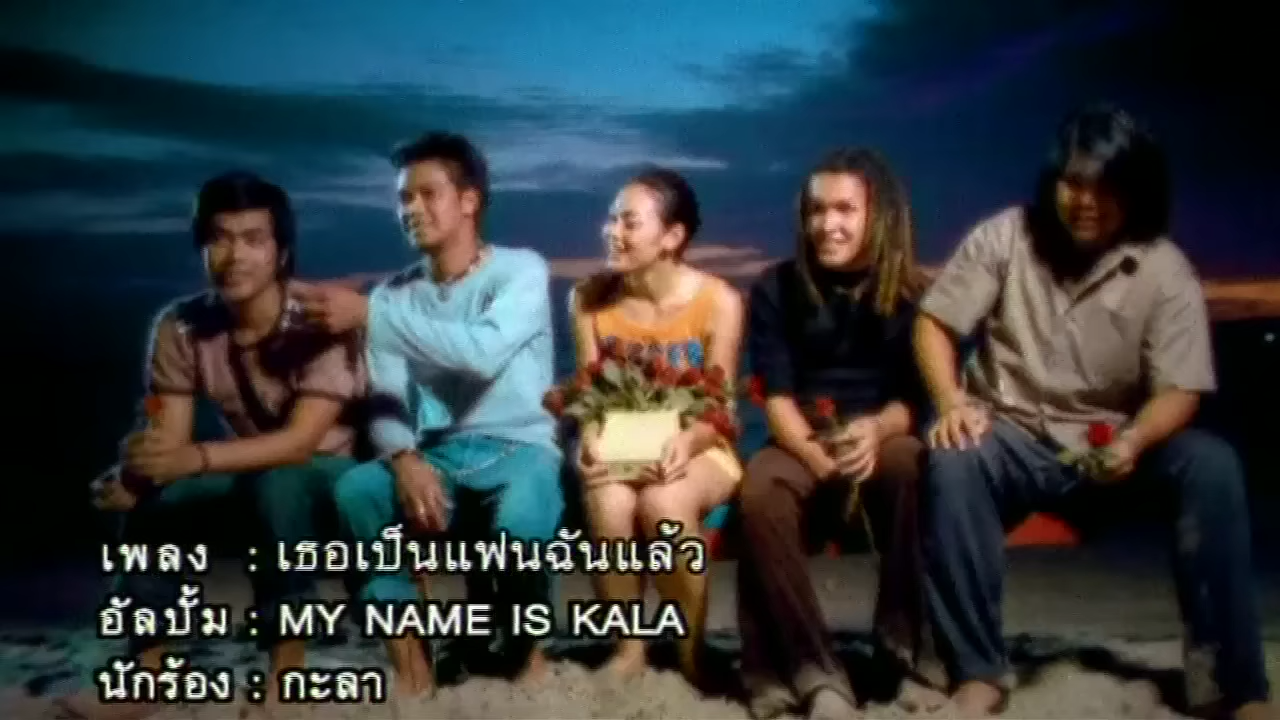 เพลง : เธอเป็นแฟนฉันแล้ว
อัลบั้ม : MY NAME IS KALA
นักร้อง : กะลา